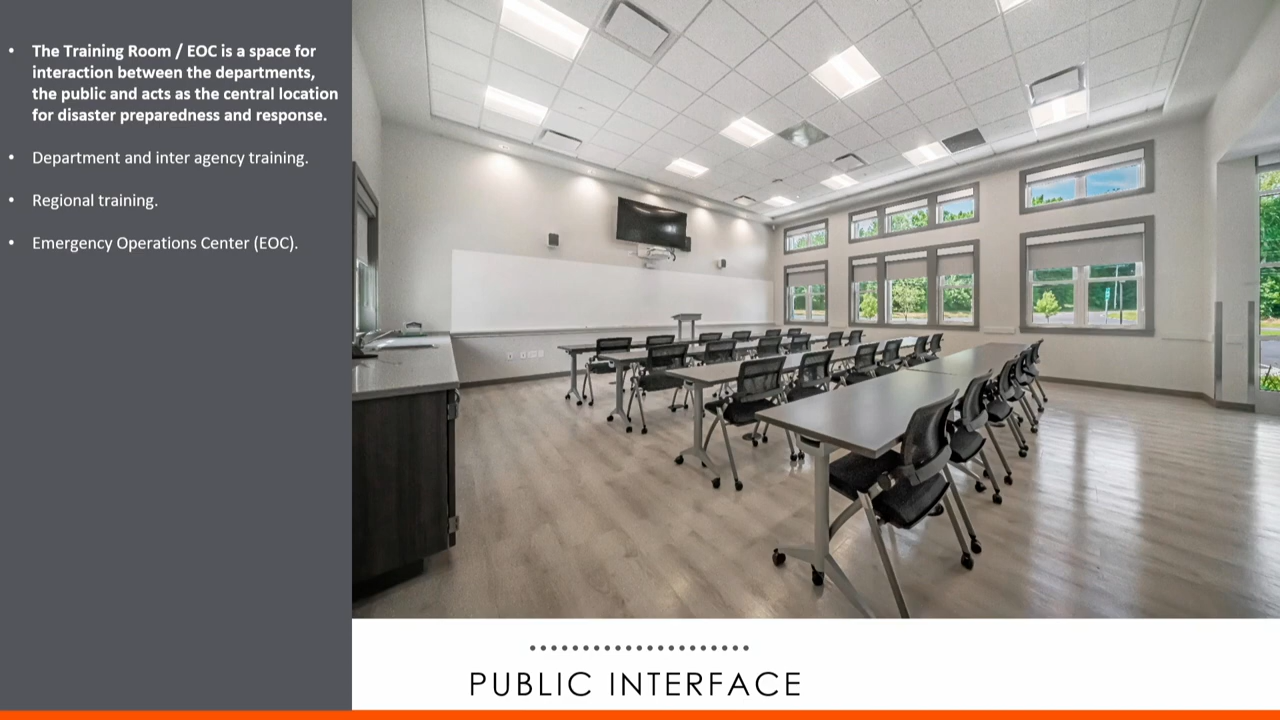 • The Training Room / EOC is a space for
interaction between the departments,
the public and acts as the central location
for disaster preparedness and response.
• Department and inter agency training.
• Regional training.
• Emergency Operations Center (EOC).
PUBLIC INTERFACE